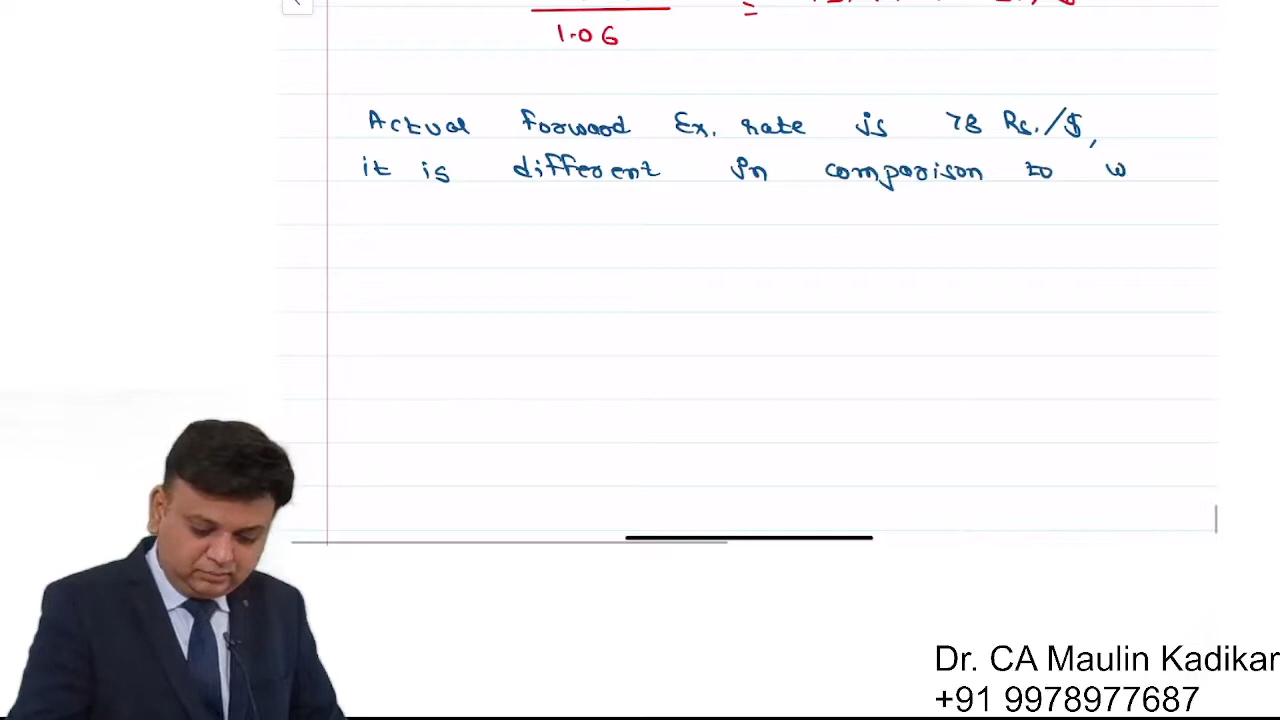 1.06
Actual Forward Ex. rate is 78 Rs./$,
it is different in comparison to w
Dr. CA Maulin Kadikar
+91 9978977687